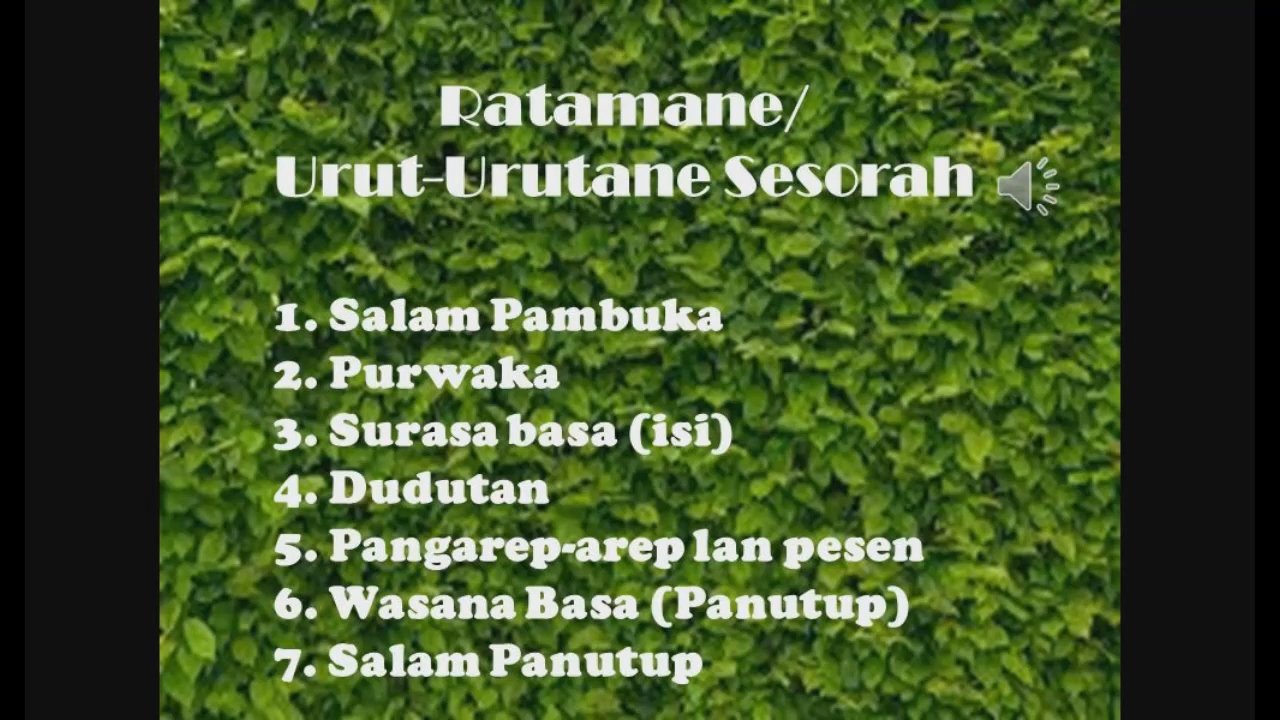 Ratamane/
Urut-Urutane Sesorah
1. Salam Pambuka
2. Purwaka
3. Surasa basa (isi)
4. Dudutan
5. Pangarep-arep lan pesen
6. Wasana Basa (Panutup)
7. Salam Panutup